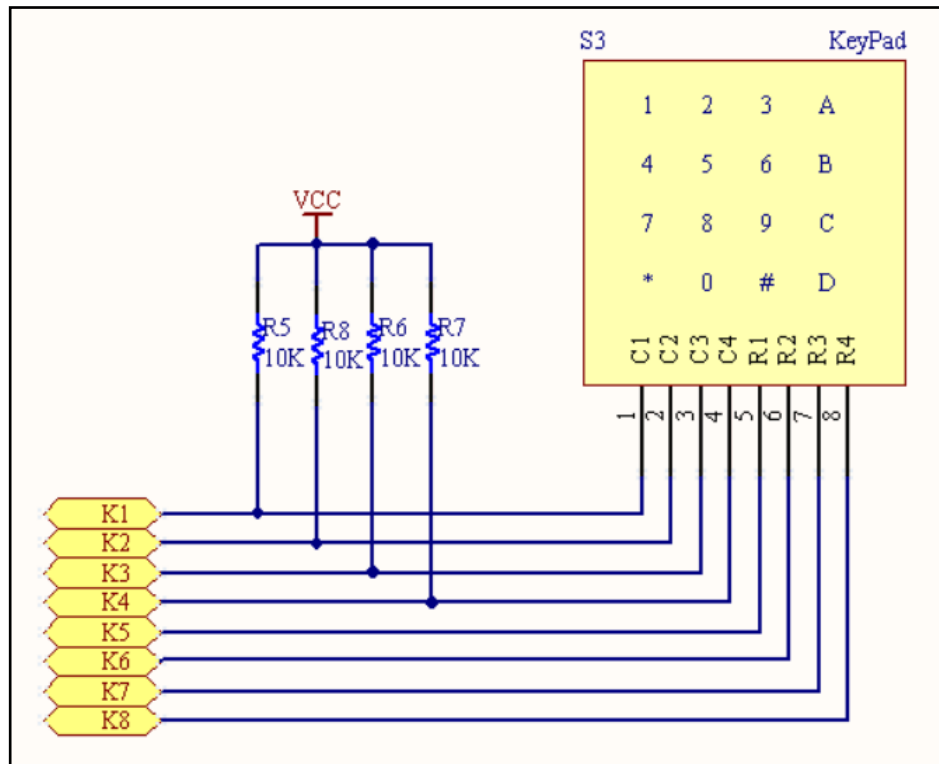 S3 KeyPad
1 2 3 A
4 5 6 B
7 8 9 C
* 0 # D
C1 C2 C3 C4 R1 R2 R3 R4
1 2 3 4 5 6 7 8
VCC
R5 R8 R6 R7
10K 10K 10K 10K
K1
K2
K3
K4
K5
K6
K7
K8